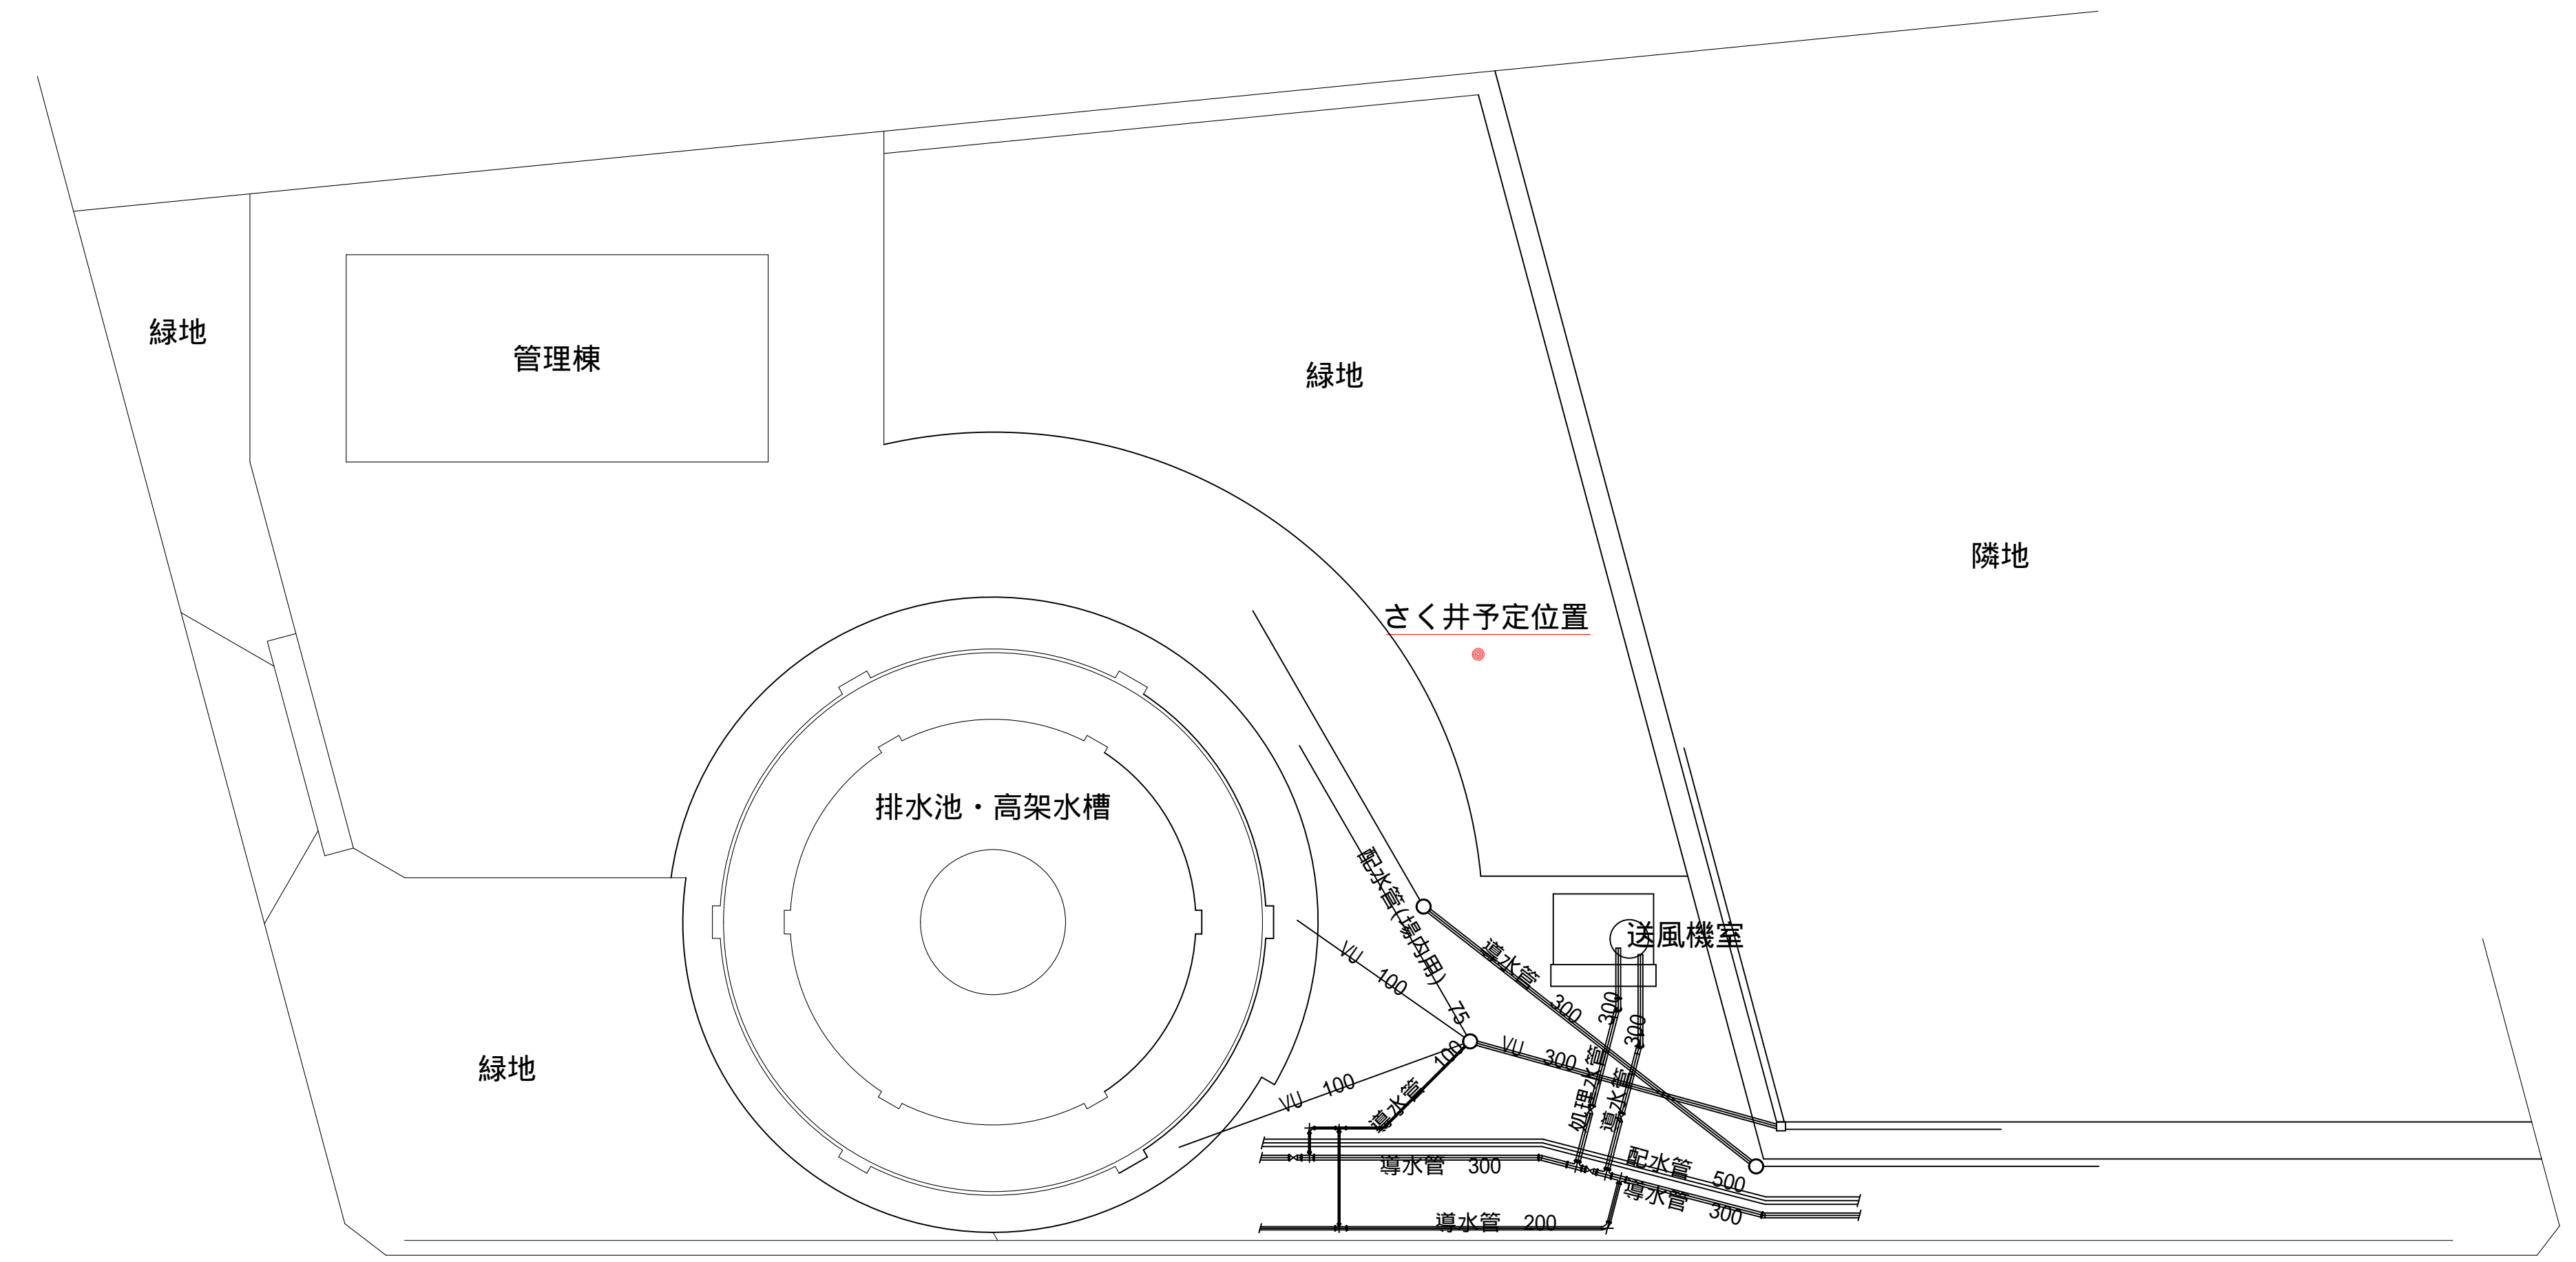 緑地
管理棟
緑地
隣地
さく井予定位置
排水池・高架水槽
配水管(場内用) 75
送風機室
導水管 300
VU 100
300
300
VU 300
処理水管
導水管
導水管 100
VU 100
緑地
導水管 300
配水管 500
導水管 300
導水管 200